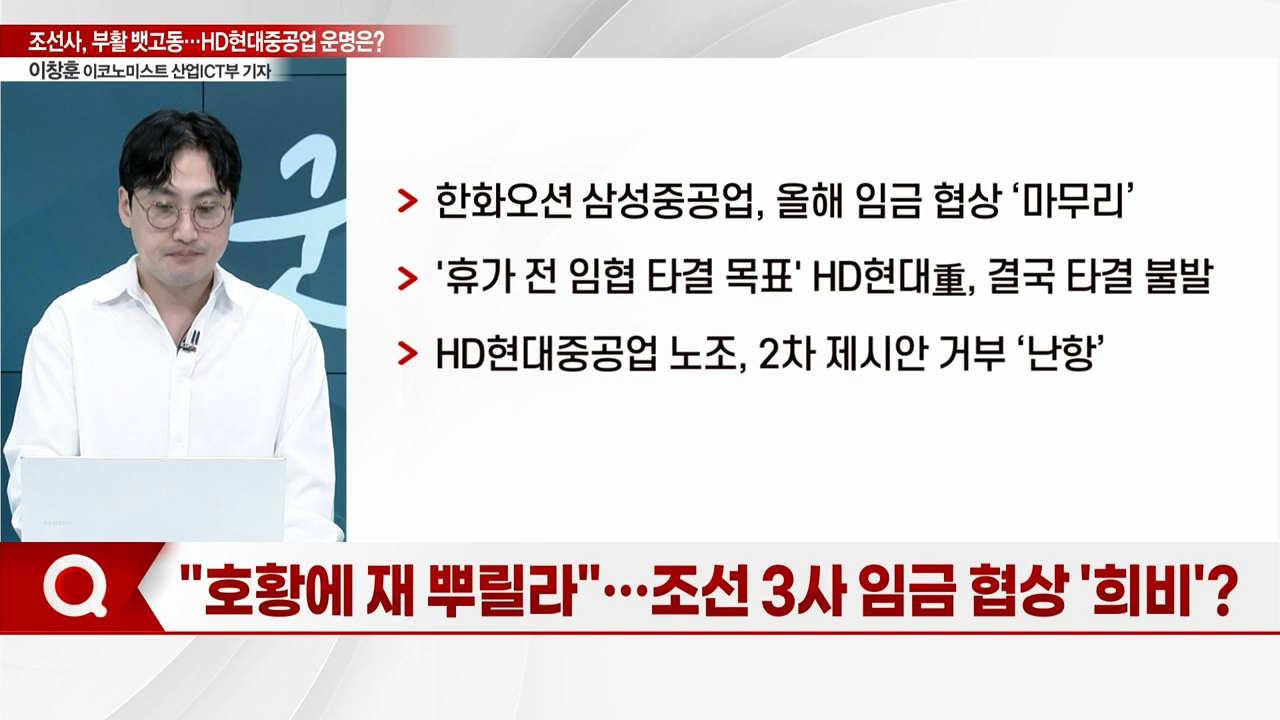 조선사, 부활 뱃고동…HD현대중공업 운명은?
이창훈 이코노미스트 산업ICT부 기자
> 한화오션 삼성중공업, 올해 임금 협상 ‘마무리’
> '휴가 전 임협 타결 목표' HD현대重, 결국 타결 불발
> HD현대중공업 노조, 2차 제시안 거부 ‘난항’
Q "호황에 재 뿌릴라"…조선 3사 임금 협상 '희비'?